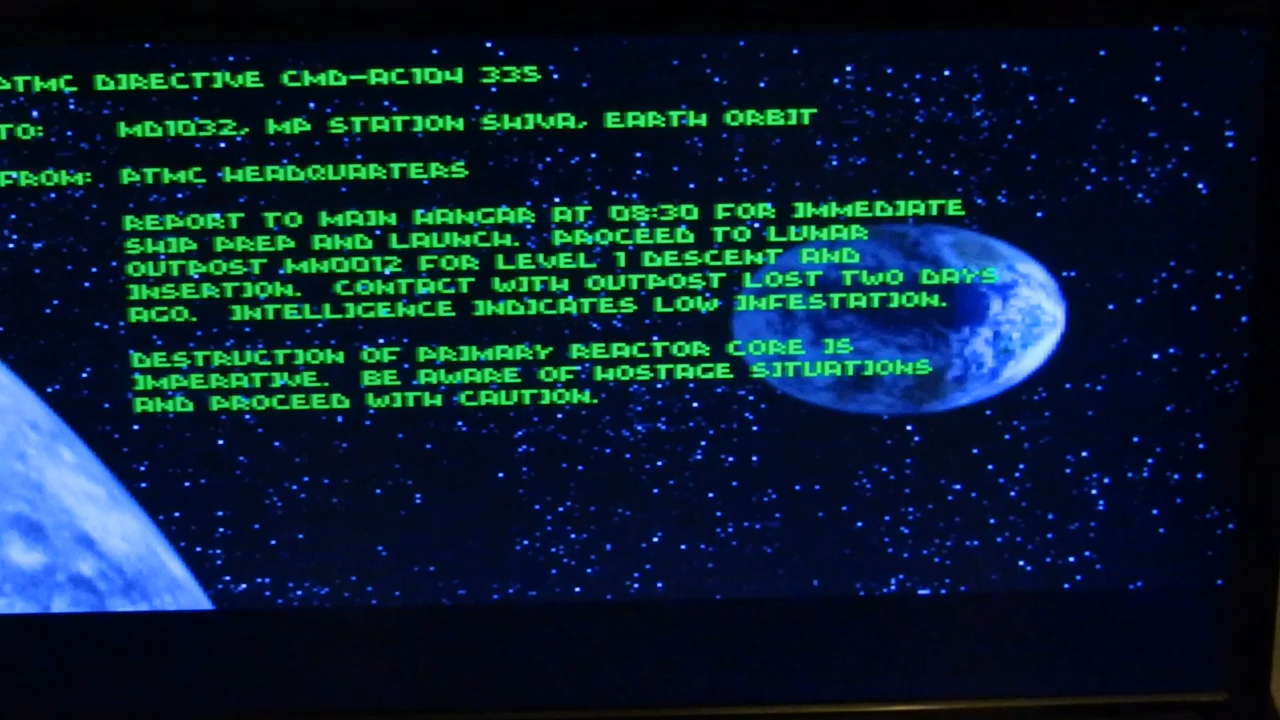 PTMC DIRECTIVE CMD-AC104 335
TO: MD1032, MP STATION SHIVA, EARTH ORBIT
FROM: PTMC HEADQUARTERS
REPORT TO MAIN HANGAR AT 08:30 FOR IMMEDIATE
SHIP PREP AND LAUNCH. PROCEED TO LUNAR
OUTPOST MN0012 FOR LEVEL 1 DESCENT AND
INSERTION. CONTACT WITH OUTPOST LOST TWO DAYS
AGO. INTELLIGENCE INDICATES LOW INFESTATION.
DESTRUCTION OF PRIMARY REACTOR CORE IS
IMPERATIVE. BE AWARE OF HOSTAGE SITUATIONS
AND PROCEED WITH CAUTION.